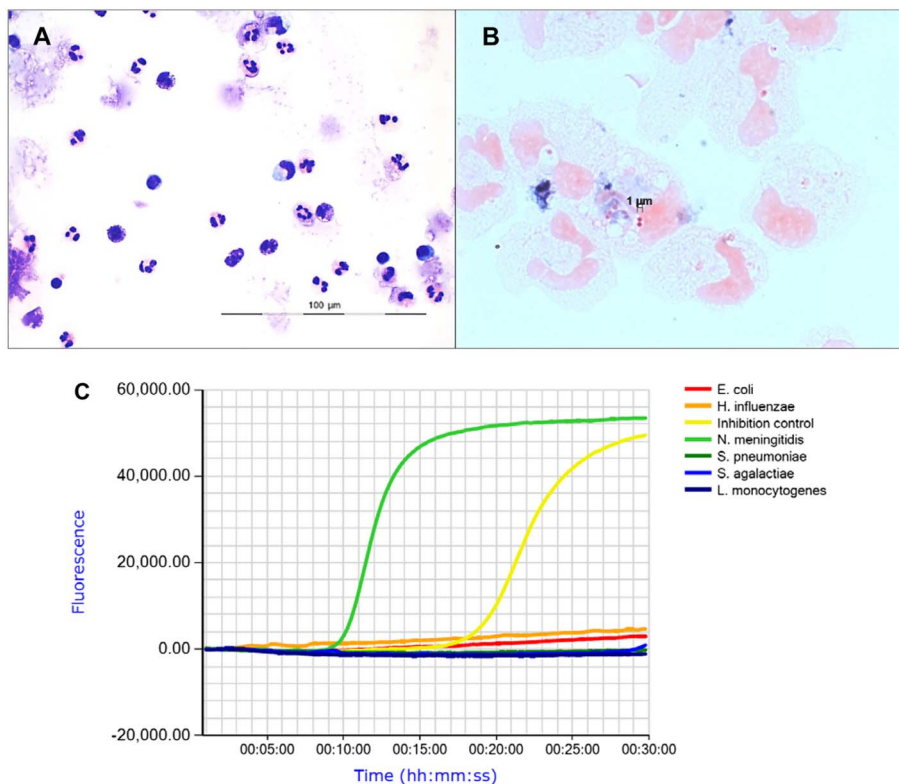 A
B
1 µm
H
100 µm
C
60,000.00
40,000.00
20,000.00
0.00
-20,000.00
Fluorescence
00:05:00 00:10:00 00:15:00 00:20:00 00:25:00 00:30:00
Time (hh:mm:ss)
E. coli
H. influenzae
Inhibition control
N. meningitidis
S. pneumoniae
S. agalactiae
L. monocytogenes